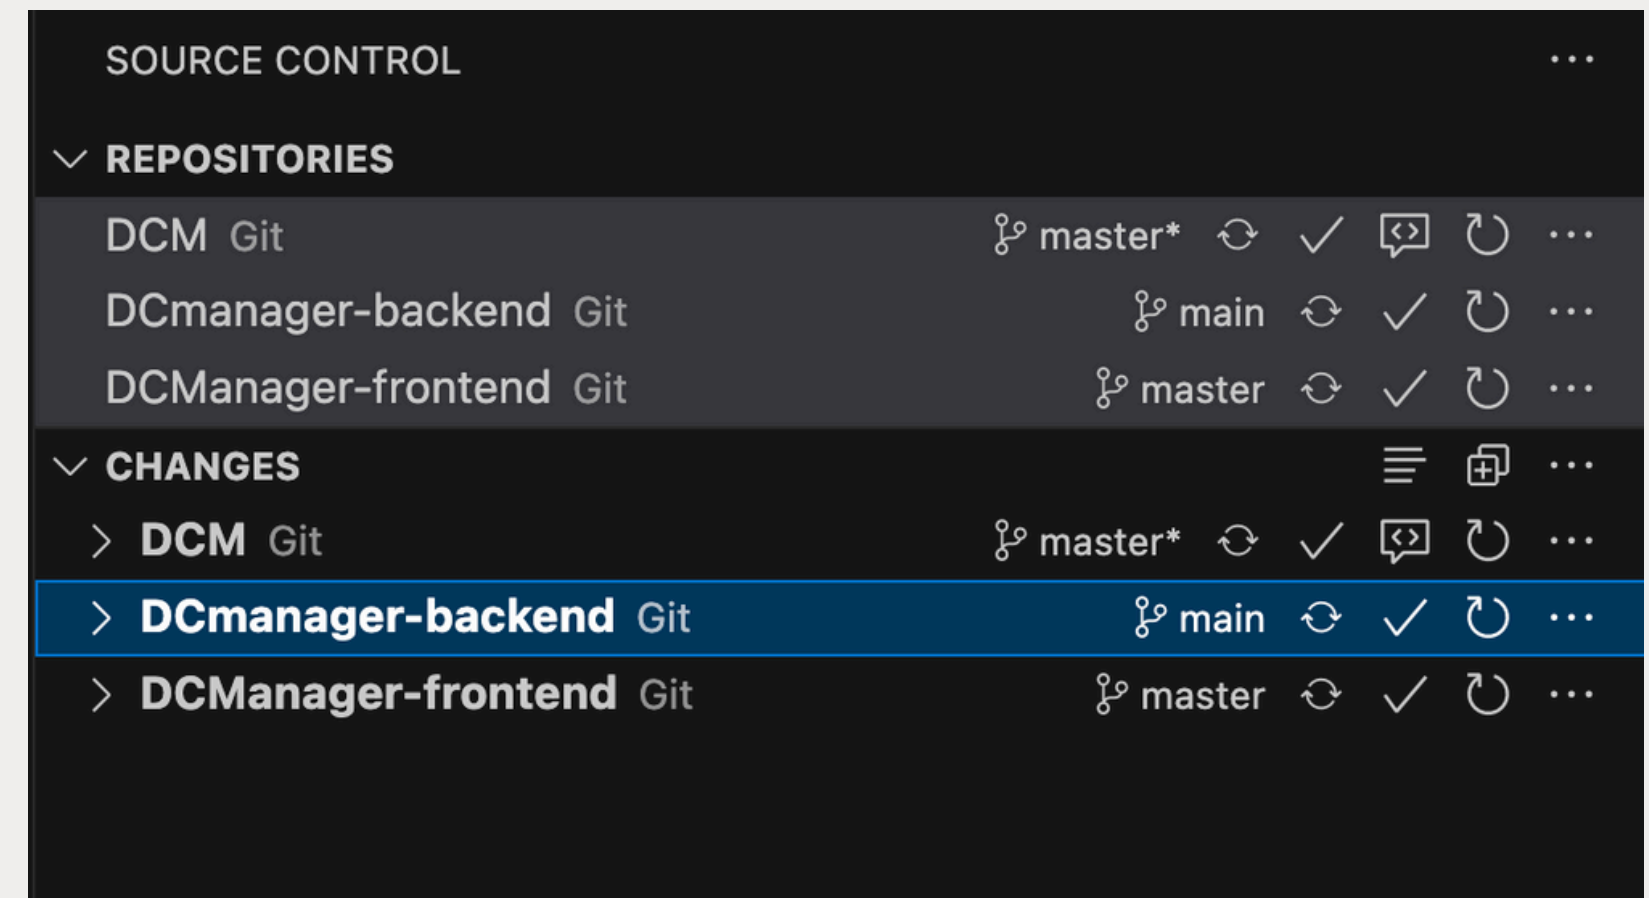 SOURCE CONTROL
REPOSITORIES
DCM Git master*
DCmanager-backend Git main
DCManager-frontend Git master
CHANGES
DCM Git master*
DCmanager-backend Git main
DCManager-frontend Git master